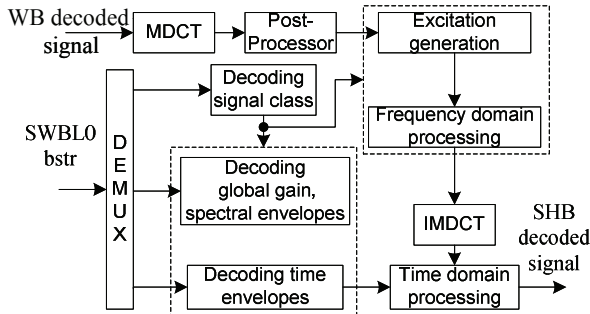 WB decoded
signal
MDCT
Post-
Processor
Excitation
generation
Decoding
signal class
Frequency domain
processing
SWBL0
bstr
DEMUX
Decoding
global gain,
spectral envelopes
IMDCT
SHB
decoded
signal
Decoding time
envelopes
Time domain
processing